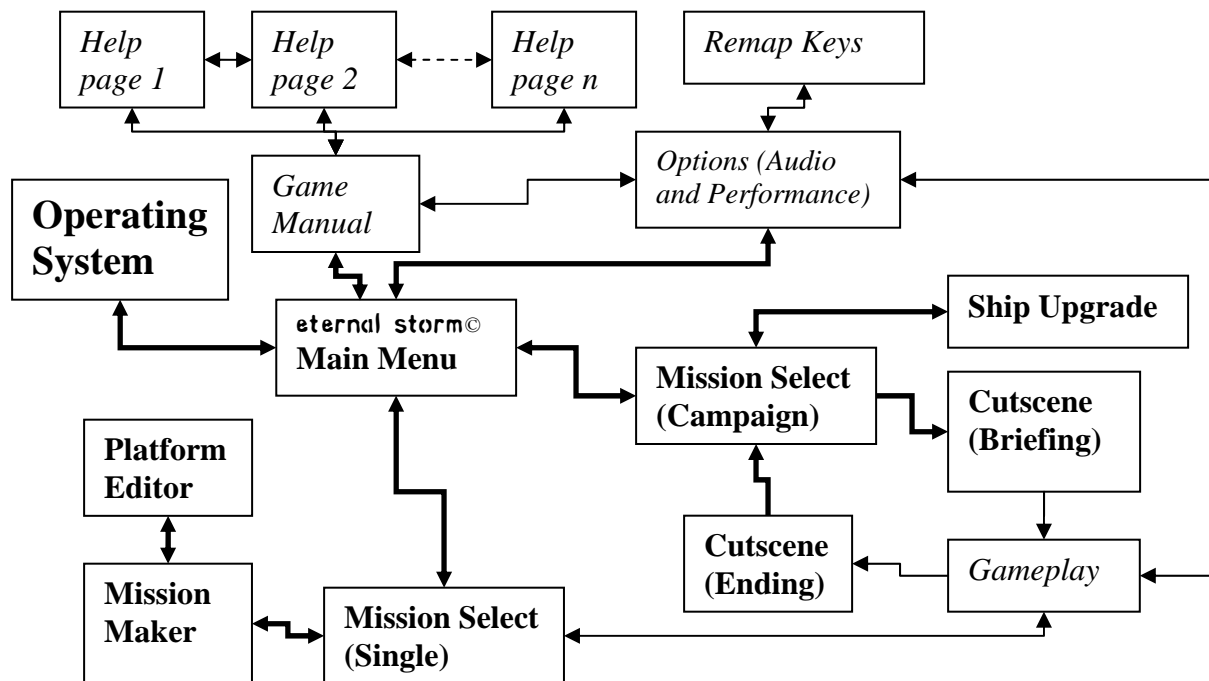 Help
page 1
Help
page 2
Help
page n
Remap Keys
Game
Manual
Options (Audio
and Performance)
Operating
System
eternal storm©
Main Menu
Ship Upgrade
Mission Select
(Campaign)
Cutscene
(Briefing)
Platform
Editor
Cutscene
(Ending)
Gameplay
Mission
Maker
Mission Select
(Single)